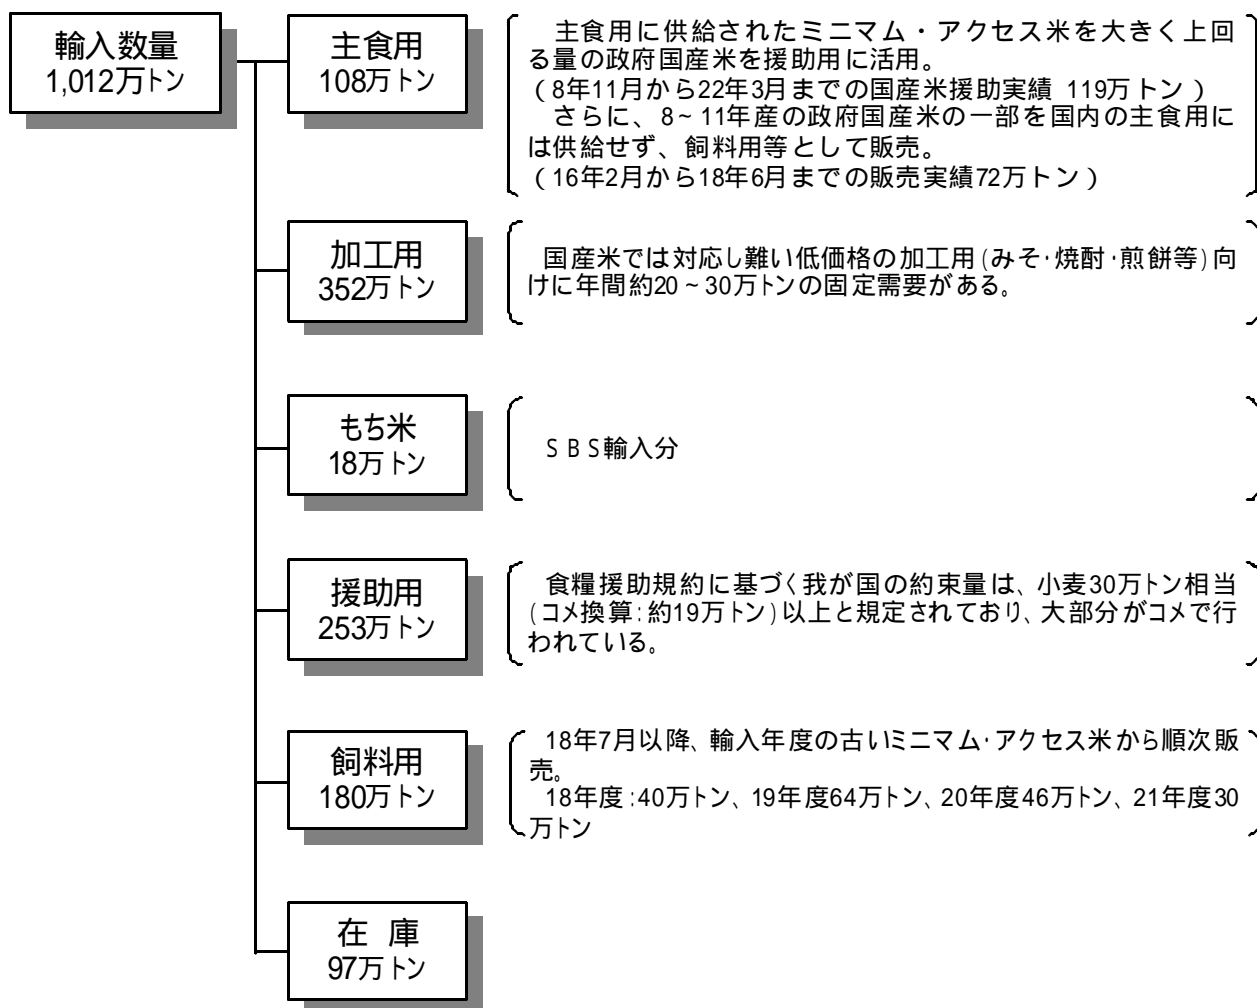 輸入数量
1,012万トン
主食用
108万トン
主食用に供給されたミニマム・アクセス米を大きく上回
る量の政府国産米を援助用に活用。
(8年11月から22年3月までの国産米援助実績 119万トン)
さらに、8~11年産の政府国産米の一部を国内の主食用に
は供給せず、飼料用等として販売。
(16年2月から18年6月までの販売実績72万トン)
加工用
352万トン
国産米では対応し難い低価格の加工用(みそ・焼酎・煎餅等)向
けに年間約20~30万トンの固定需要がある。
もち米
18万トン
SBS輸入分
援助用
253万トン
食糧援助規約に基づく我が国の約束量は、小麦30万トン相当
(コメ換算:約19万トン)以上と規定されており、大部分がコメで行
われている。
飼料用
180万トン
18年7月以降、輸入年度の古いミニマム・アクセス米から順次販
売。
18年度:40万トン、19年度64万トン、20年度46万トン、21年度30
万トン
在 庫
97万トン